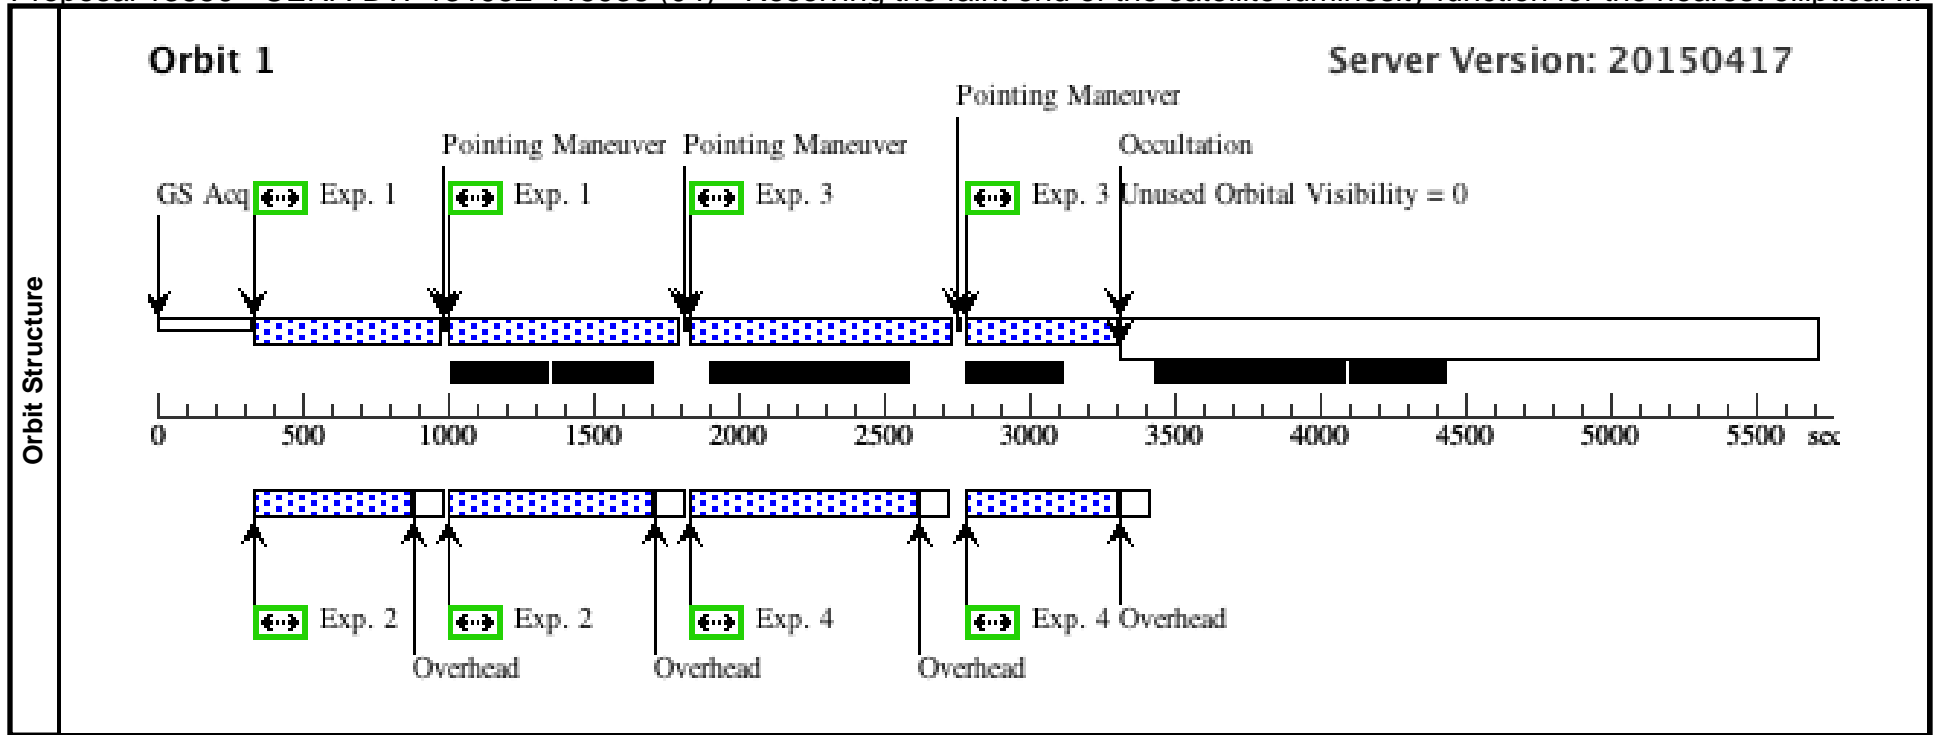 Orbit 1
Server Version: 20150417
Pointing Maneuver
Pointing Maneuver Pointing Maneuver Occultation
GS Acq Exp. 1 Exp. 1 Exp. 3 Exp. 3 Unused Orbital Visibility = 0
Orbit Structure
0 500 1000 1500 2000 2500 3000 3500 4000 4500 5000 5500 sec
Exp. 2 Exp. 2 Exp. 4 Exp. 4 Overhead
Overhead Overhead Overhead